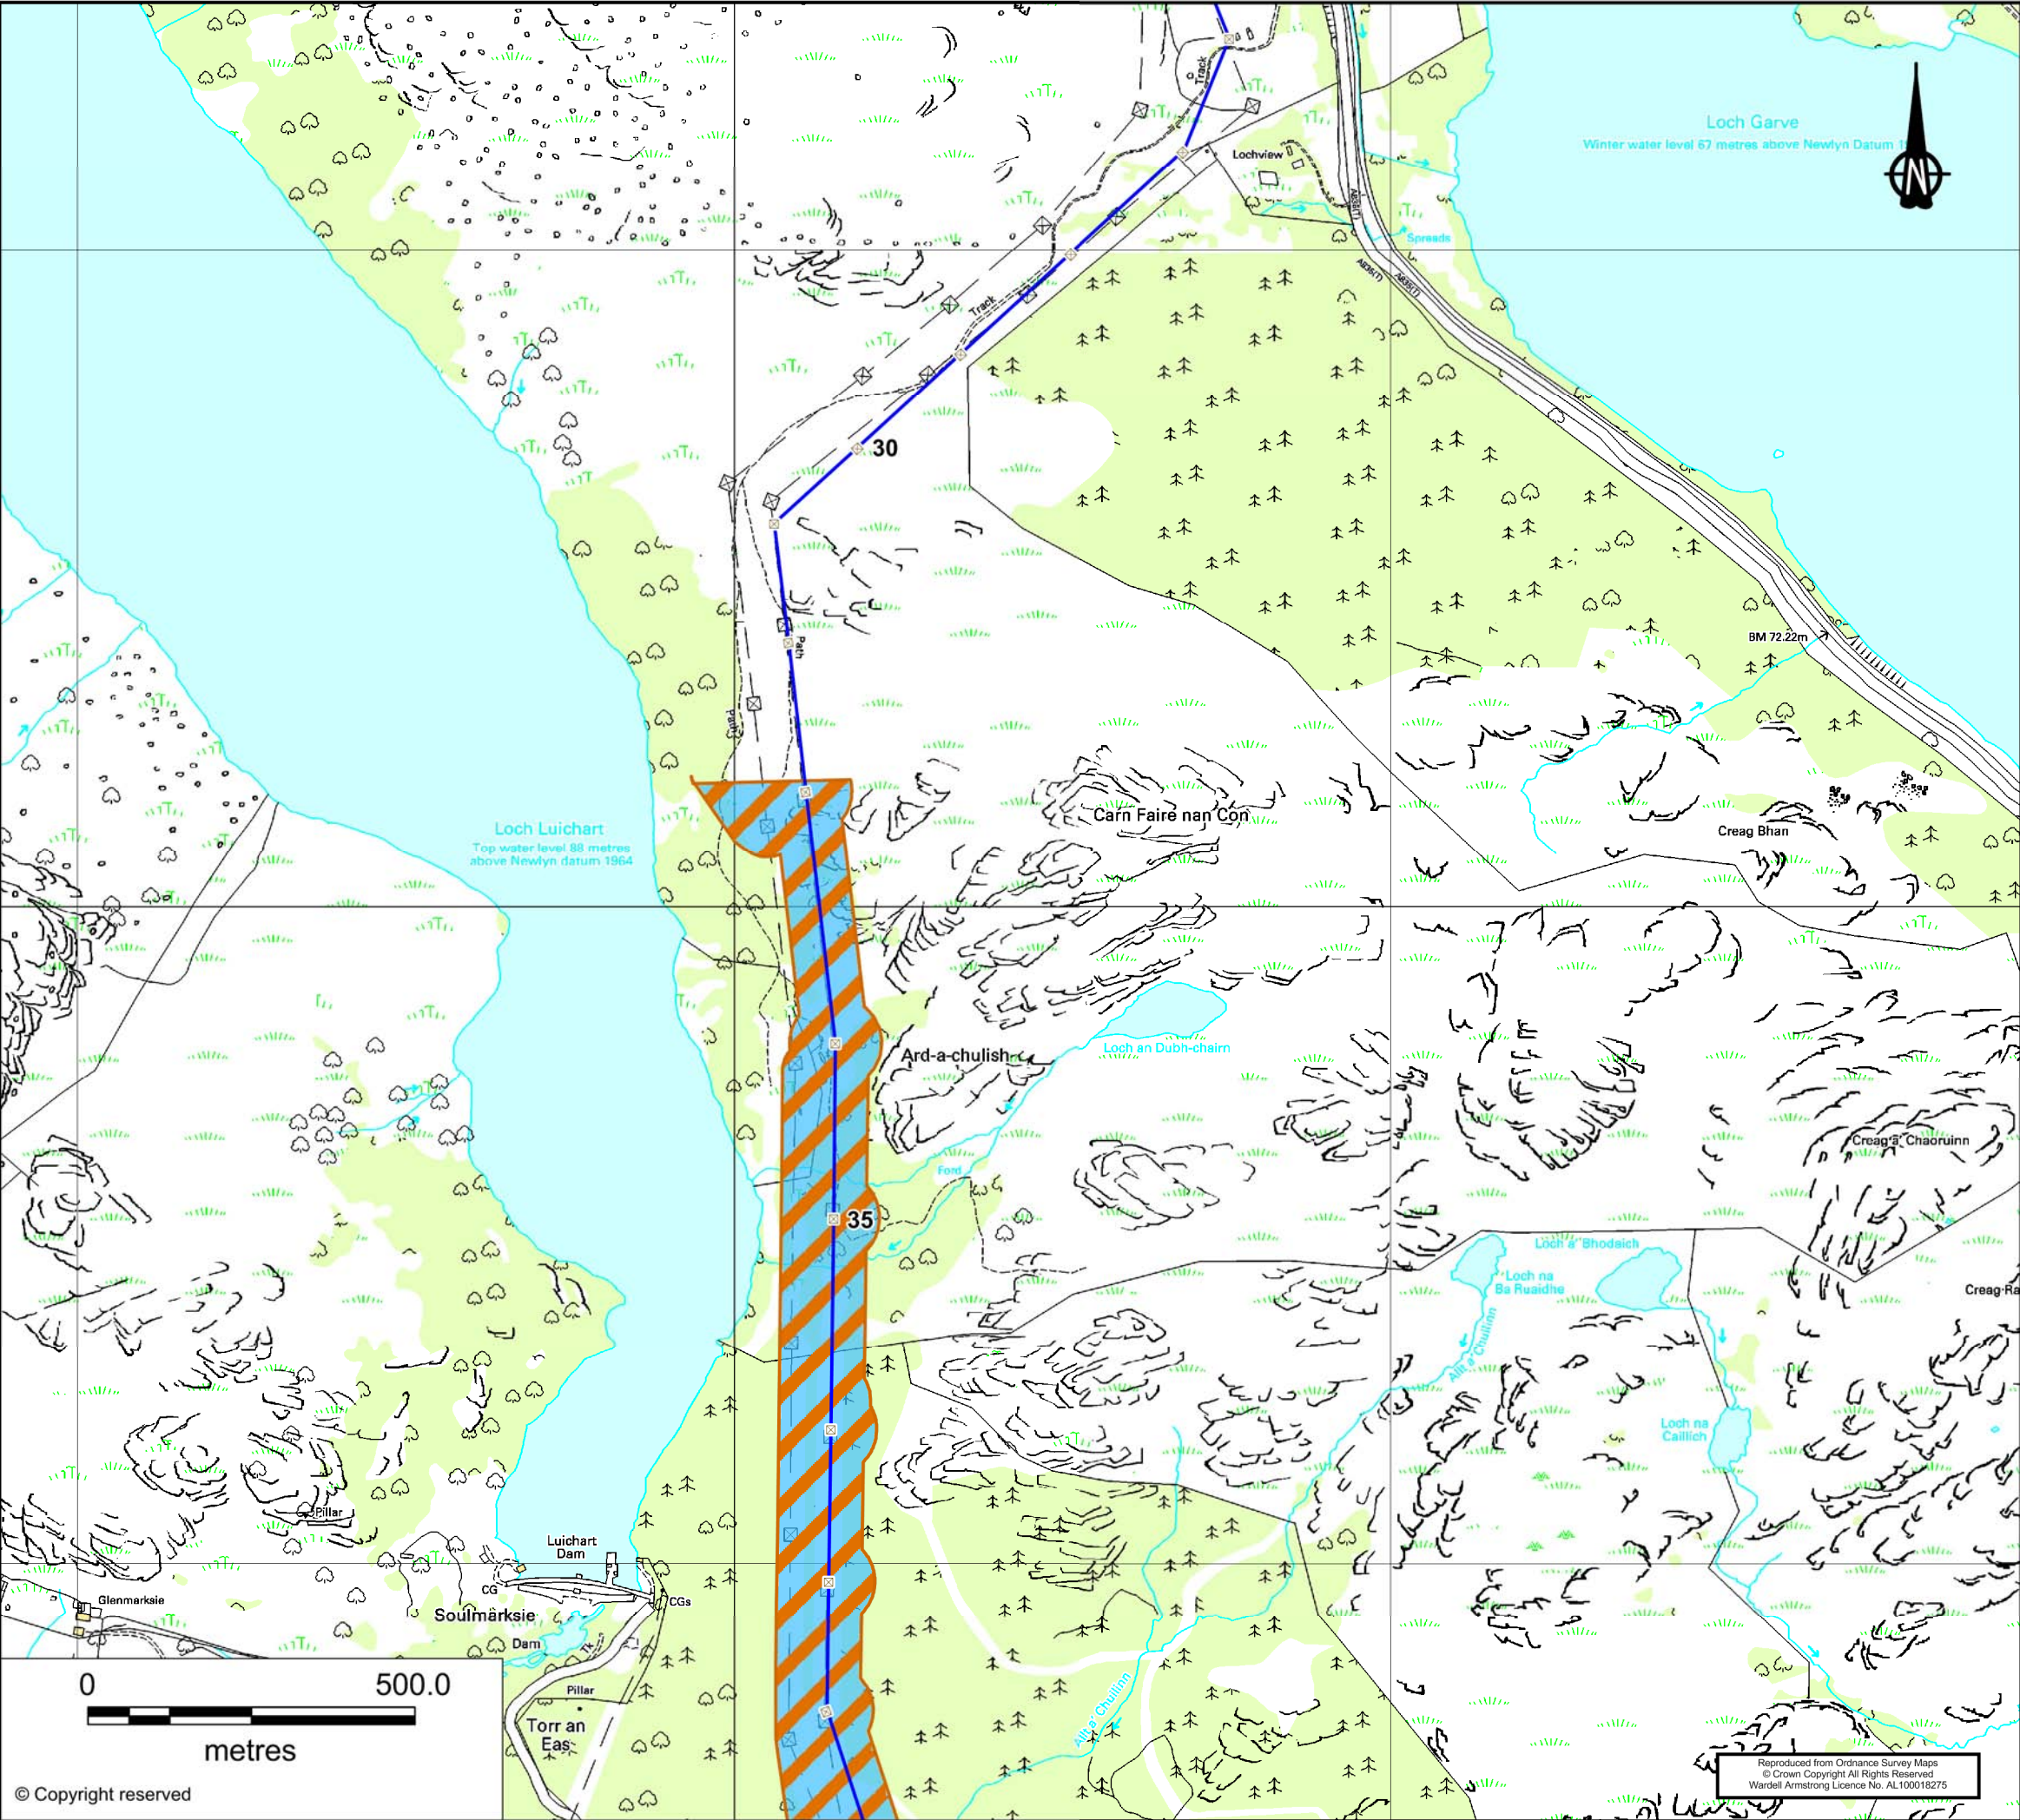 Track
Loch Garve
Winter water level 67 metres above Newlyn Datum
N
Lochview
A835(T)
Spreads
A835(T)
A835(T)
Track
30
Path
BM 72.22m
Path
Carn Faire nan Con
Creag Bhan
Loch Luichart
Top water level 88 metres
above Newlyn datum 1964
Loch an Dubh-chairn
Ard-a-chulish
Creag a' Chaoruinn
Ford
35
Loch a' Bhodaich
Loch na
Ba Ruaidhe
Creag Ra
Allt a' Chuilinn
Loch na
Caillich
Pillar
Luichart
Dam
CG
CGs
Glenmarksie
Soulmarksie
Dam
Tk
Pillar
Torr an
Eas
Allt a' Chuilinn
0 500.0
metres
© Copyright reserved
Reproduced from Ordnance Survey Maps
© Crown Copyright All Rights Reserved
Wardell Armstrong Licence No. AL100018275